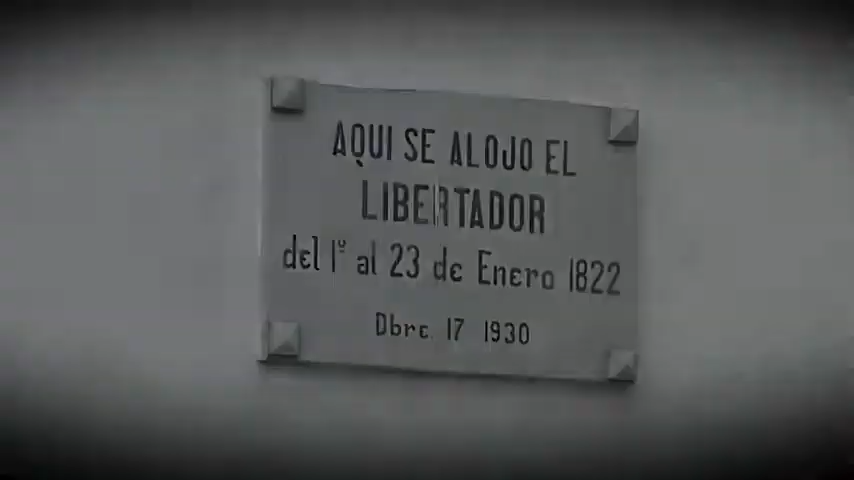 AQUI SE ALOJO EL
LIBERTADOR
del 1º al 23 de Enero 1822
Dbre. 17 1930